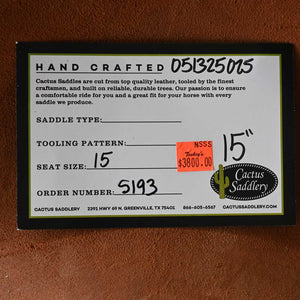 HAND CRAFTED 051325025
Cactus Saddles are cut from top quality leather, tooled by the finest
craftsmen, and built on reliable, durable trees. Our passion is to ensure
a comfortable ride for you and a great fit for your horse with every
saddle we produce.
SADDLE TYPE:
TOOLING PATTERN:
NSSS
Today's
$3800.00
15"
SEAT SIZE: 15
ORDER NUMBER: 5193
Cactus
Saddlery
CACTUS SADDLERY 2391 HWY 69 N. GREENVILLE, TX 75401 866-605-6567 CACTUSSADDLERY.COM